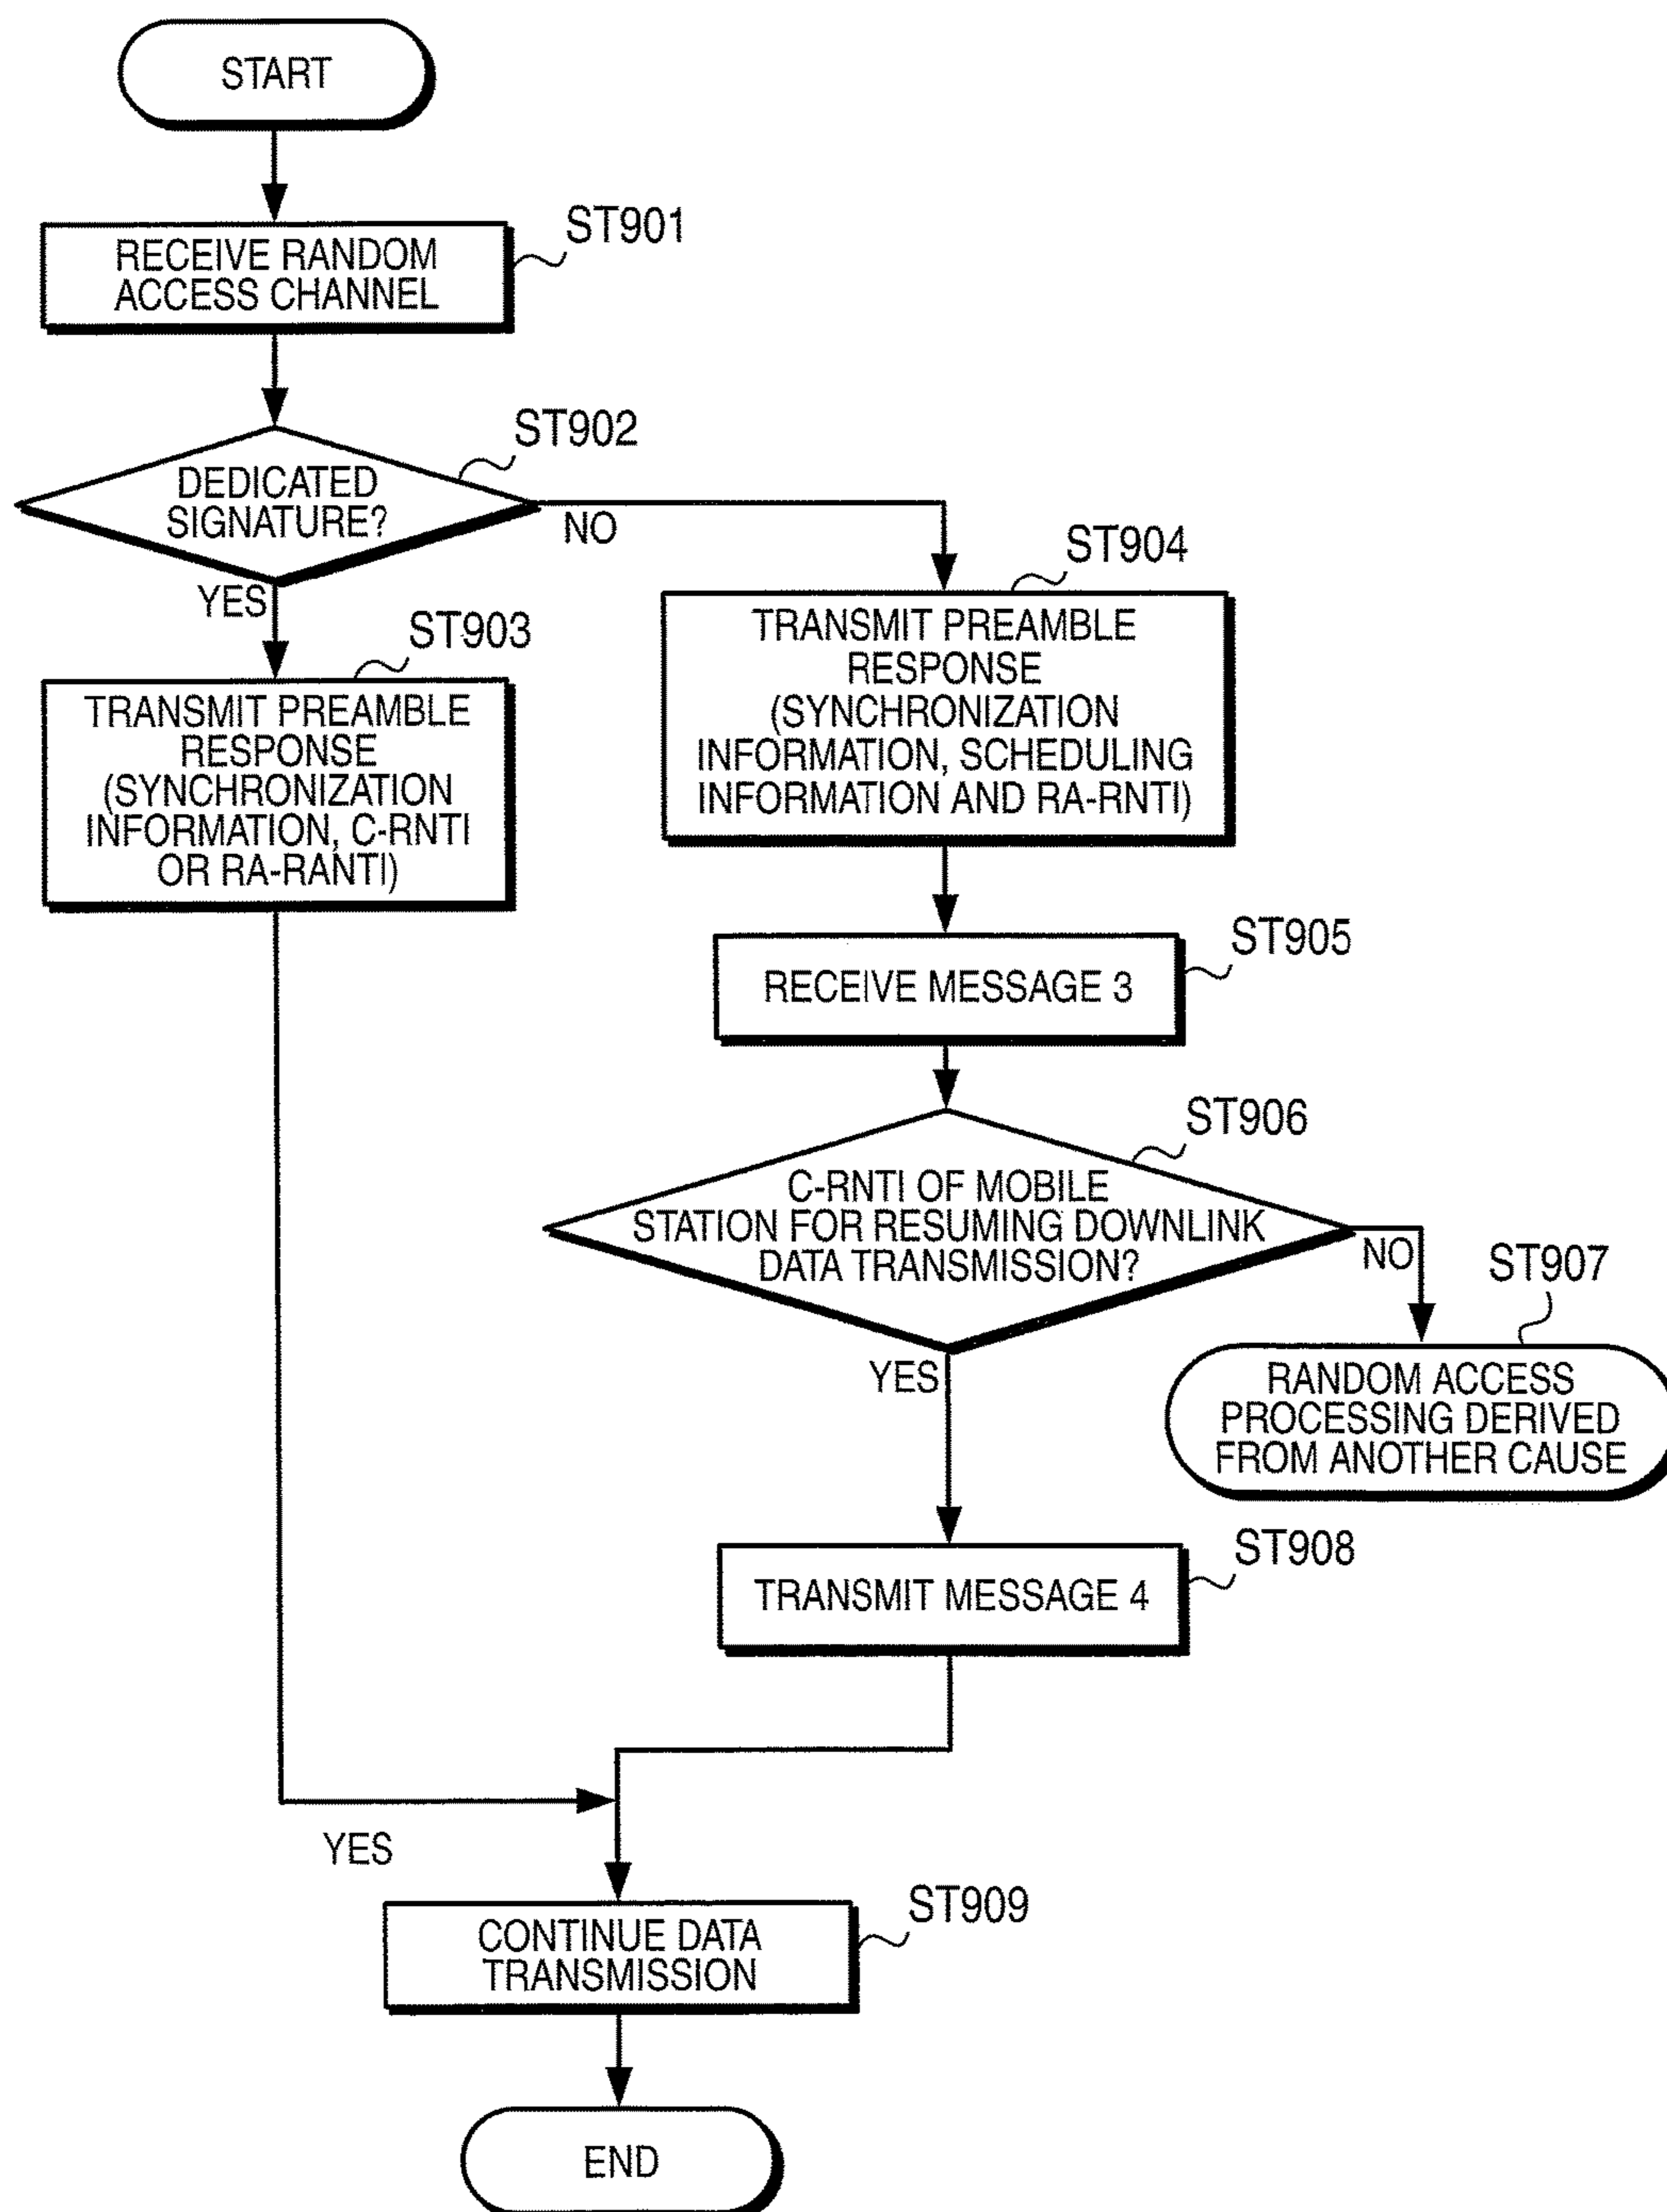 START
RECEIVE RANDOM
ACCESS CHANNEL
ST901
DEDICATED
SIGNATURE?
ST902
NO
YES
ST903
TRANSMIT PREAMBLE
RESPONSE
(SYNCHRONIZATION
INFORMATION, C-RNTI
OR RA-RANTI)
ST904
TRANSMIT PREAMBLE
RESPONSE
(SYNCHRONIZATION
INFORMATION, SCHEDULING
INFORMATION AND RA-RNTI)
ST905
RECEIVE MESSAGE 3
ST906
C-RNTI OF MOBILE
STATION FOR RESUMING DOWNLINK
DATA TRANSMISSION?
NO
ST907
YES
RANDOM ACCESS
PROCESSING DERIVED
FROM ANOTHER CAUSE
ST908
TRANSMIT MESSAGE 4
YES
ST909
CONTINUE DATA
TRANSMISSION
END